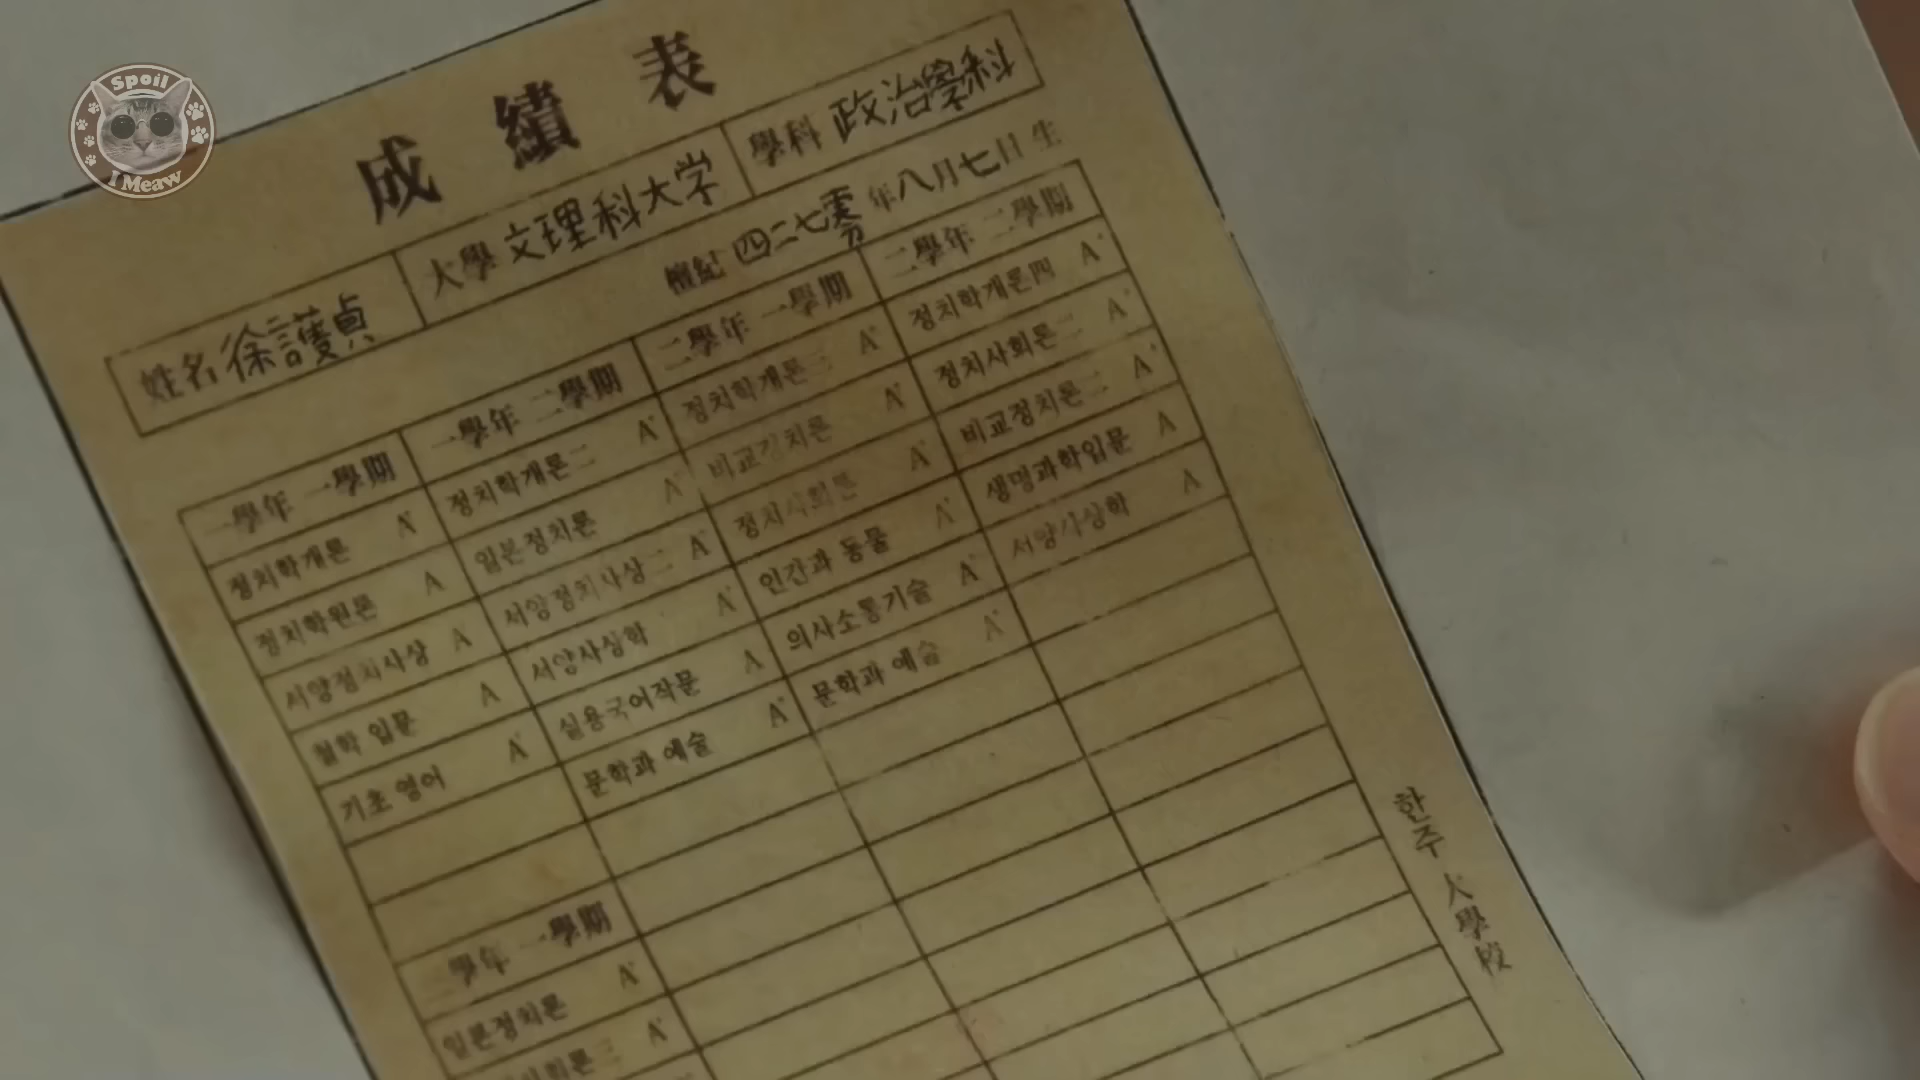 Spoil
I Meaw
成績表
姓名 徐護貞
大學 文理科大学
學科 政治學科
檀紀 四二七零年 八月七日生
一學年 一學期
정치학개론 A+
정치학원론 A
서양정치사상 A+
철학 입문 A
기초 영어 A+
一學年 二學期
정치학개론二 A+
일본정치론 A+
서양정치사상二 A+
서양사상학 A+
실용국어작문 A
문학과 예술 A+
二學年 一學期
정치학개론三 A+
비교정치론 A+
정치사회론 A+
인간과 동물 A+
의사소통기술 A+
문학과 예술 A+
二學年 二學期
정치학개론四 A+
정치사회론二 A+
비교정치론二 A+
생명과학입문 A
서양사상학 A
學年 一學期
일본정치론 A+
회론三 A+
한주大學校